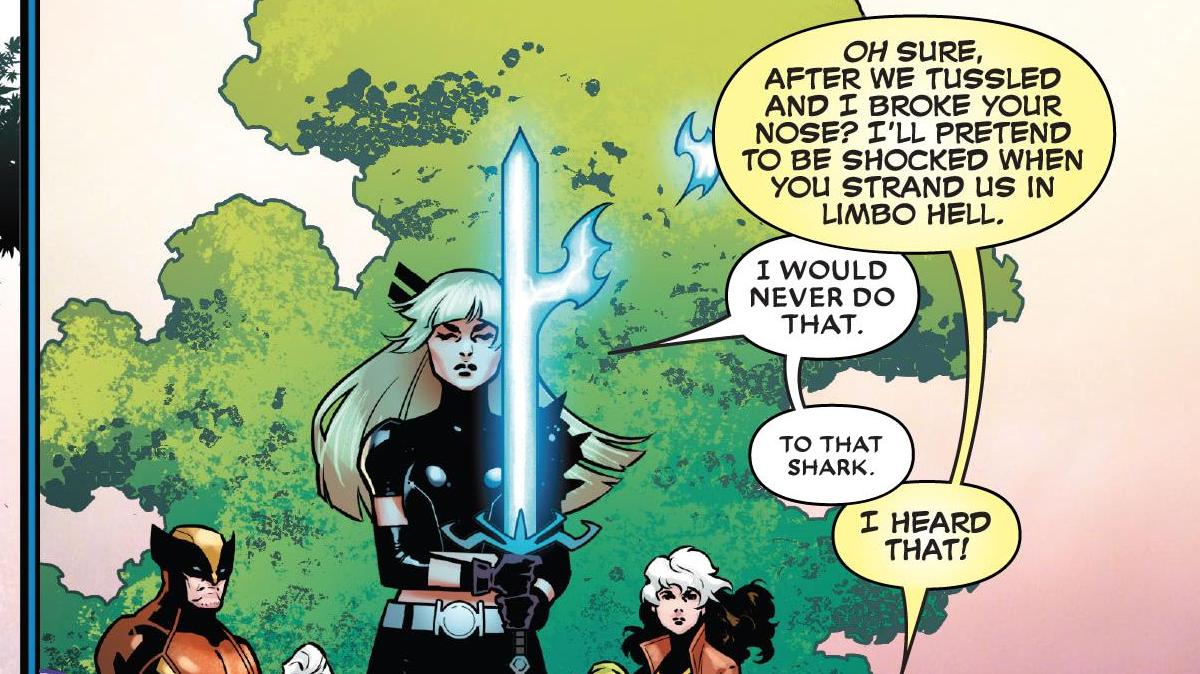 OH SURE,
AFTER WE TUSSLED
AND I BROKE YOUR
NOSE? I'LL PRETEND
TO BE SHOCKED WHEN
YOU STRAND US IN
LIMBO HELL.
I WOULD
NEVER DO
THAT.
TO THAT
SHARK.
I HEARD
THAT!